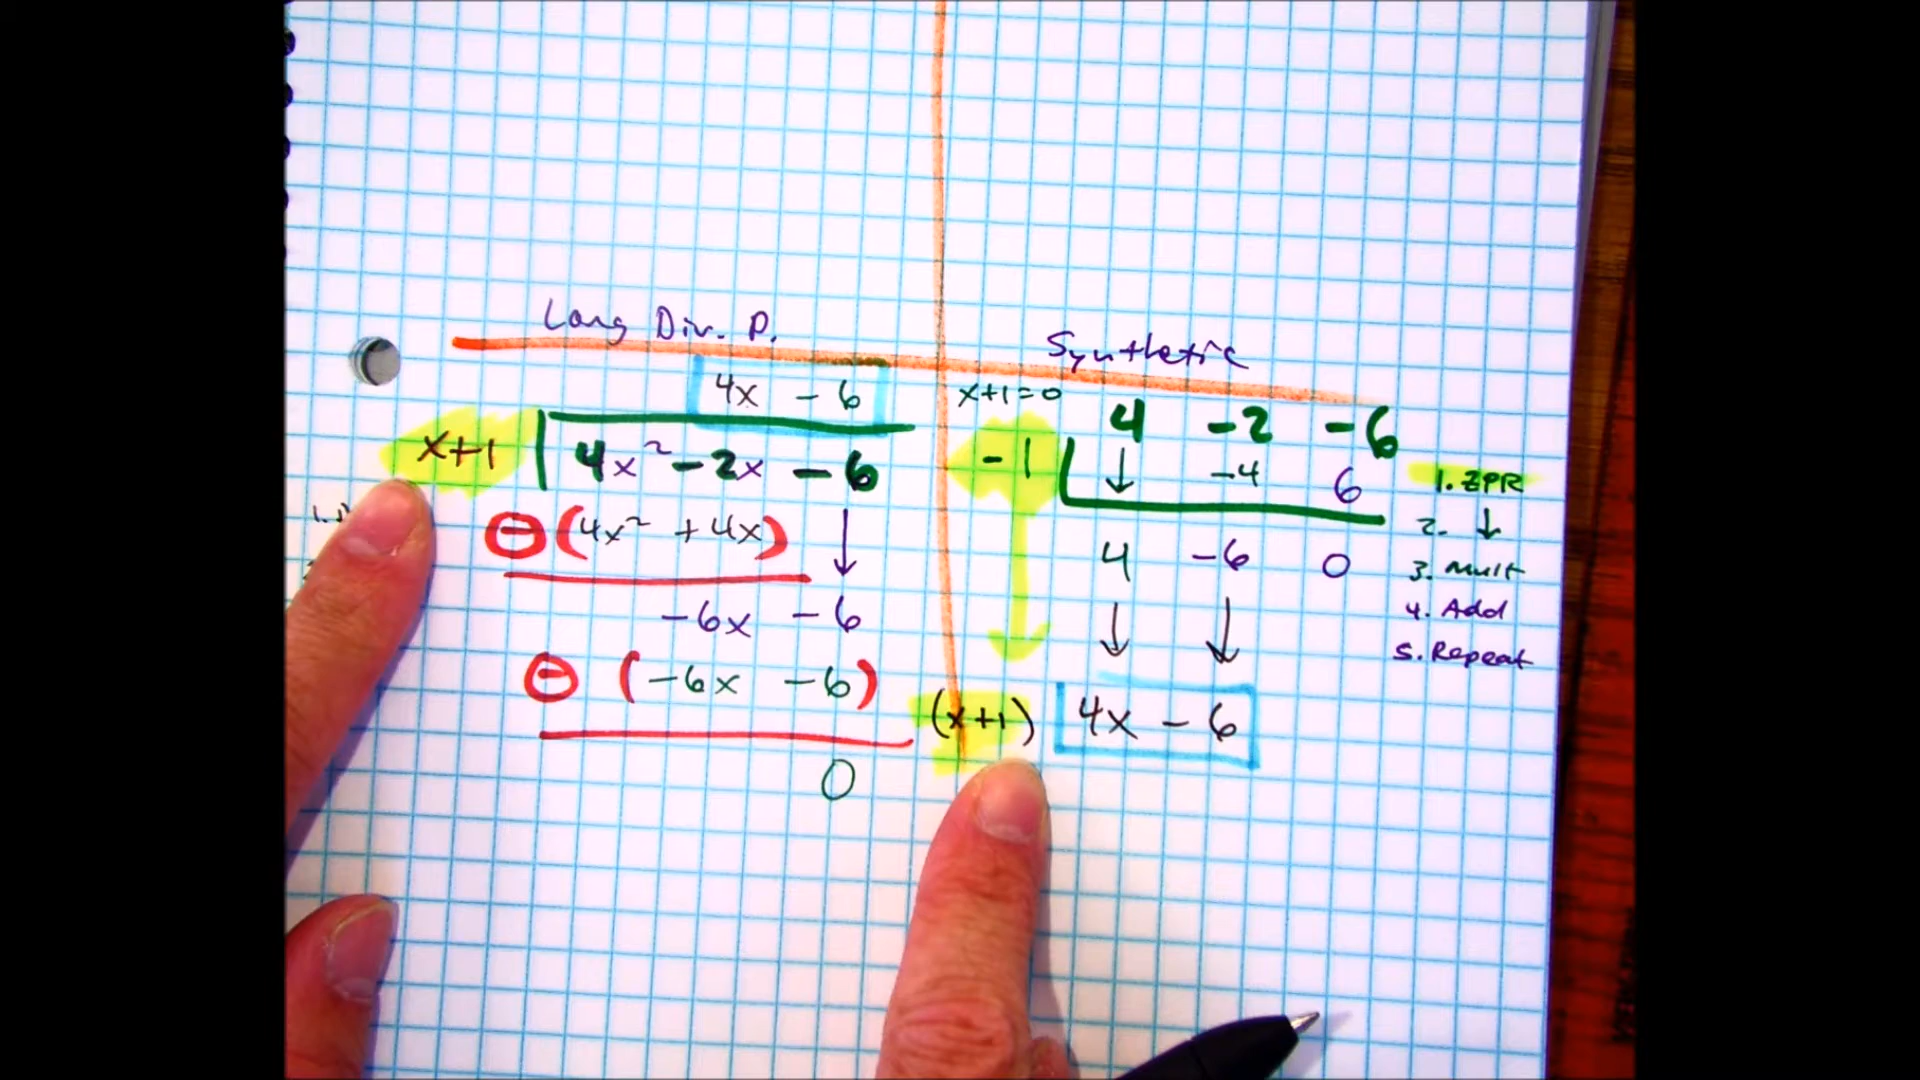 Long Div. P.
4x - 6
x+1 4x² - 2x - 6
⊖ (4x² + 4x)
-6x - 6
⊖ (-6x - 6)
0
Synthetic
x+1=0
-1 4 -2 -6
↓ -4 6
4 -6 0
(x+1) 4x - 6
1. ZPR
2. ↓
3. Mult
4. Add
5. Repeat